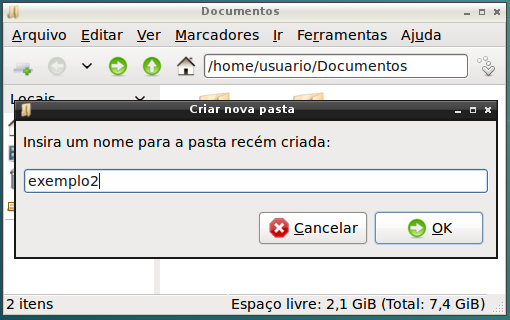 Documentos
Arquivo Editar Ver Marcadores Ir Ferramentas Ajuda
/home/usuario/Documentos
Locais
Criar nova pasta
Insira um nome para a pasta recém criada:
exemplo2
Cancelar OK
2 itens Espaço livre: 2,1 GiB (Total: 7,4 GiB)